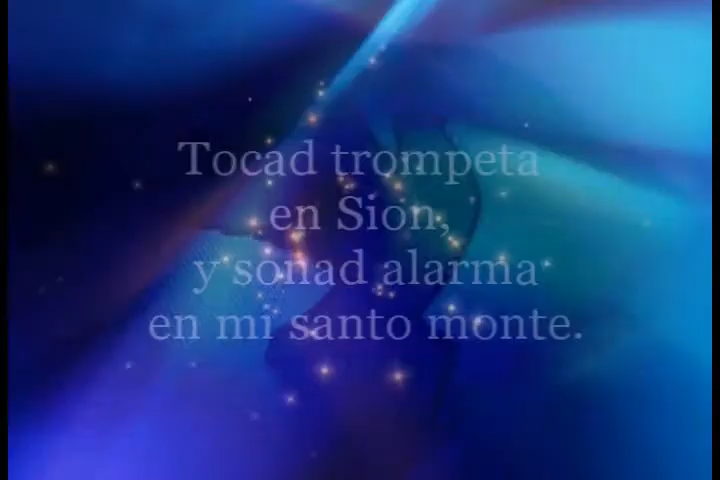 Tocad trompeta
en Sion,
y sonad alarma
en mi santo monte.